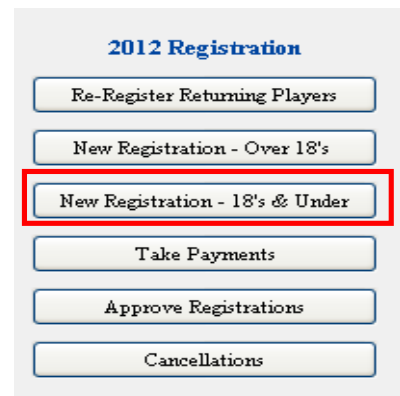 2012 Registration
Re-Register Returning Players
New Registration - Over 18's
New Registration - 18's & Under
Take Payments
Approve Registrations
Cancellations